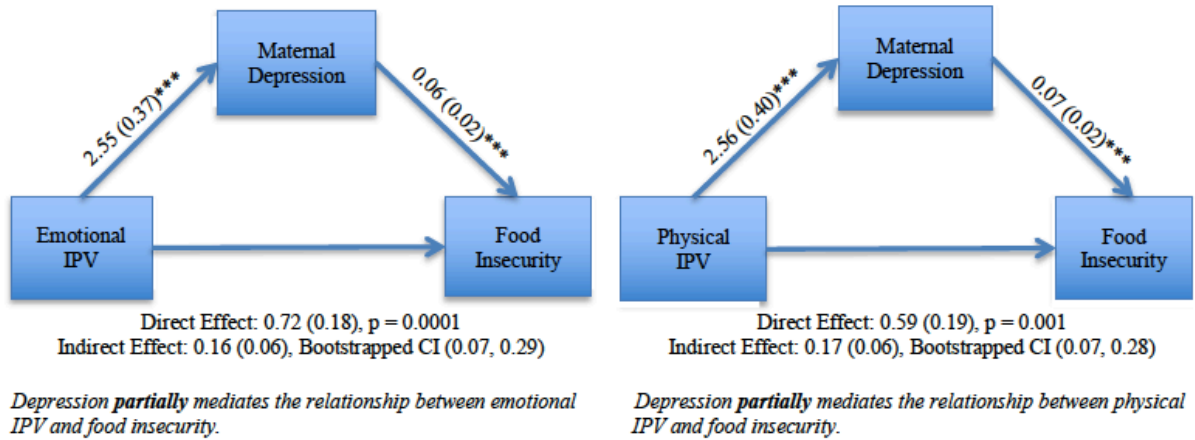 Maternal
Depression
2.55 (0.37)***
0.06 (0.02)***
Emotional
IPV
Food
Insecurity
Direct Effect: 0.72 (0.18), p = 0.0001
Indirect Effect: 0.16 (0.06), Bootstrapped CI (0.07, 0.29)
Depression partially mediates the relationship between emotional
IPV and food insecurity.
Maternal
Depression
2.56 (0.40)***
0.07 (0.02)***
Physical
IPV
Food
Insecurity
Direct Effect: 0.59 (0.19), p = 0.001
Indirect Effect: 0.17 (0.06), Bootstrapped CI (0.07, 0.28)
Depression partially mediates the relationship between physical
IPV and food insecurity.